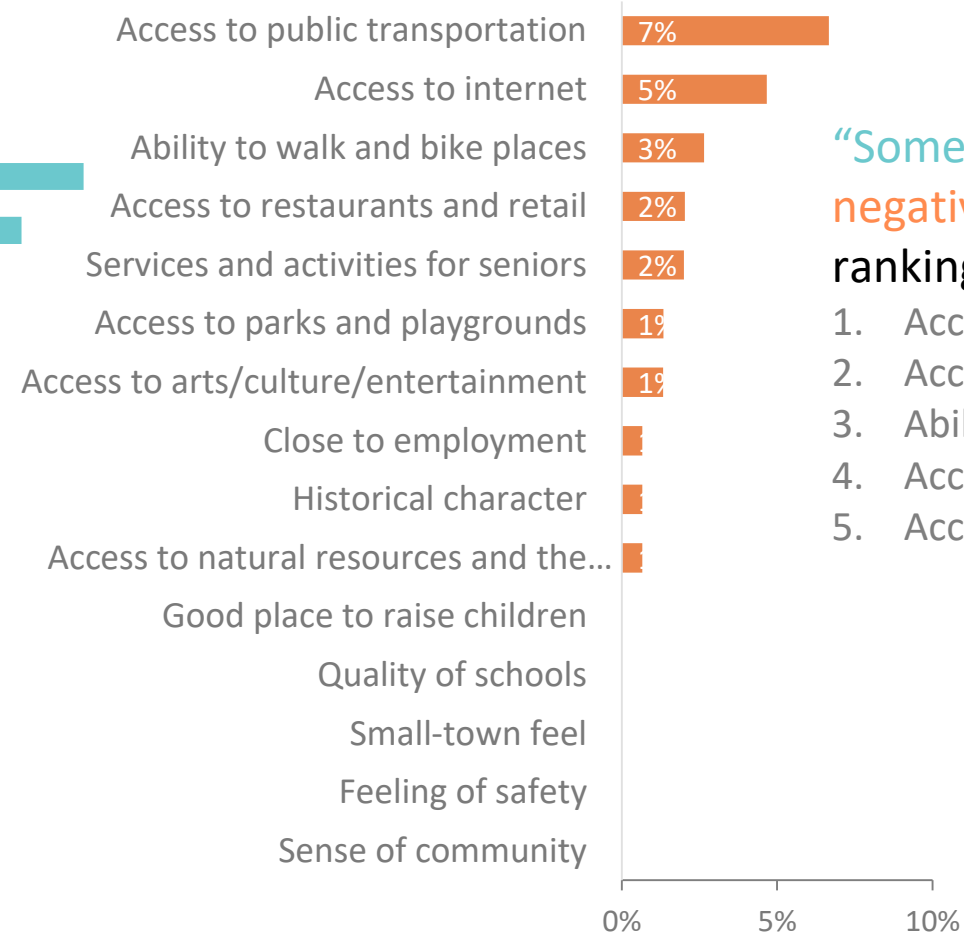 Access to public transportation 7%
Access to internet 5%
Ability to walk and bike places 3%
Access to restaurants and retail 2%
Services and activities for seniors 2%
Access to parks and playgrounds 1%
Access to arts/culture/entertainment 1%
Close to employment
Historical character
Access to natural resources and the...
Good place to raise children
Quality of schools
Small-town feel
Feeling of safety
Sense of community
0% 5% 10%
“Some
negativ
ranking
1. Acc
2. Acc
3. Abil
4. Acc
5. Acc